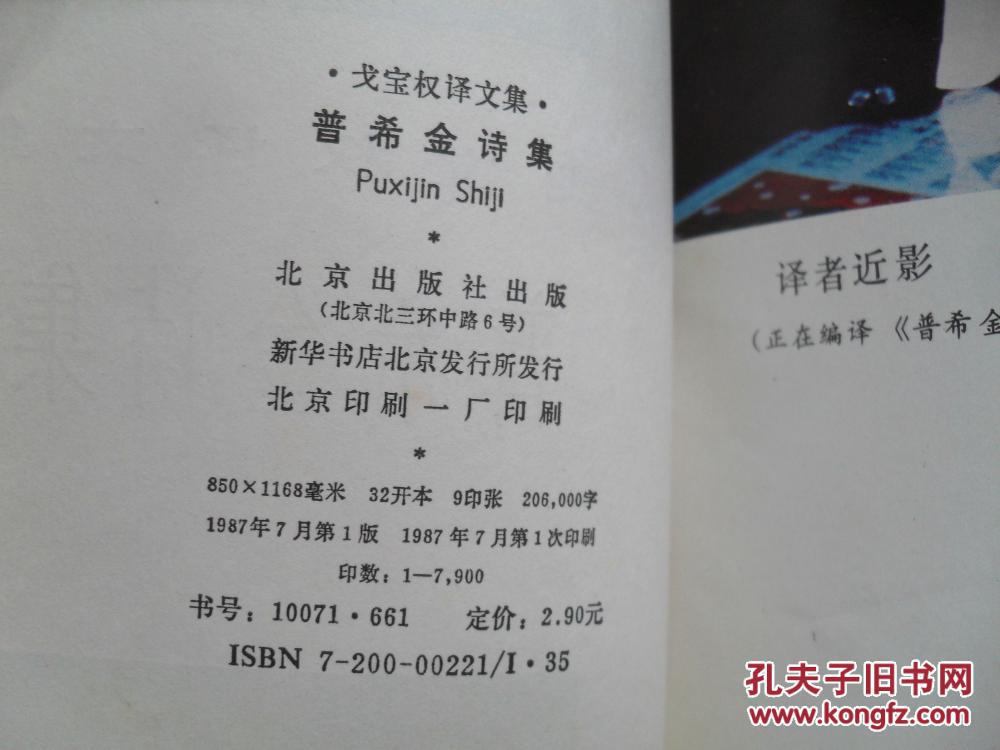 ·戈宝权译文集·
普希金诗集
Puxijin Shiji
*
北京出版社出版
(北京北三环中路6号)
新华书店北京发行所发行
北京印刷一厂印刷
*
850×1168毫米 32开本 9印张 206,000字
1987年7月第1版 1987年7月第1次印刷
印数：1—7,900
书号：10071·661 定价：2.90元
ISBN 7-200-00221/I·35
译者近影
(正在编译《普希金
孔夫子旧书网
www.kongfz.com